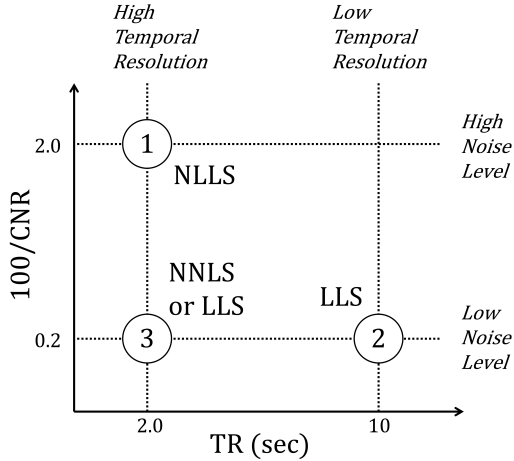 High
Temporal
Resolution
Low
Temporal
Resolution
High
Noise
Level
2.0
1
NLLS
100/CNR
NNLS
or LLS
LLS
Low
Noise
Level
0.2
3
2
2.0
10
TR (sec)